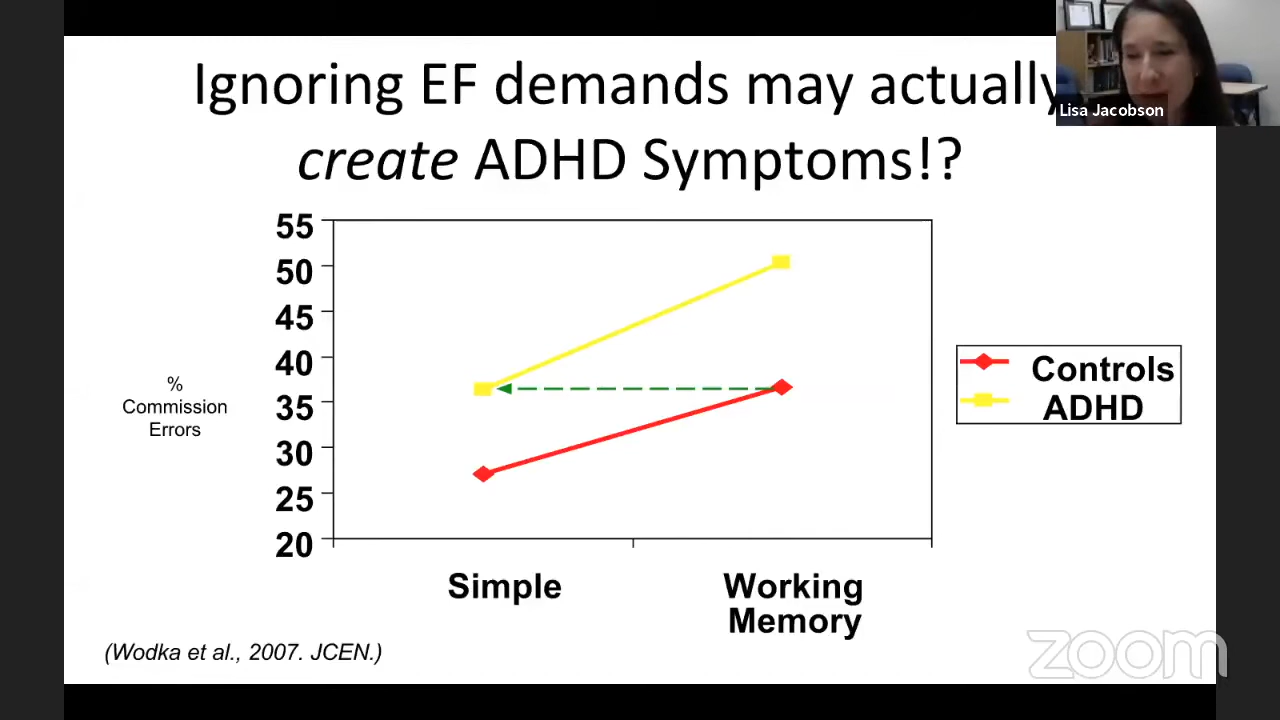 Ignoring EF demands may actually
create ADHD Symptoms!?
Lisa Jacobson
55
50
45
40
35
30
25
20
%
Commission
Errors
Controls
ADHD
Simple
Working
Memory
(Wodka et al., 2007. JCEN.)
zoom